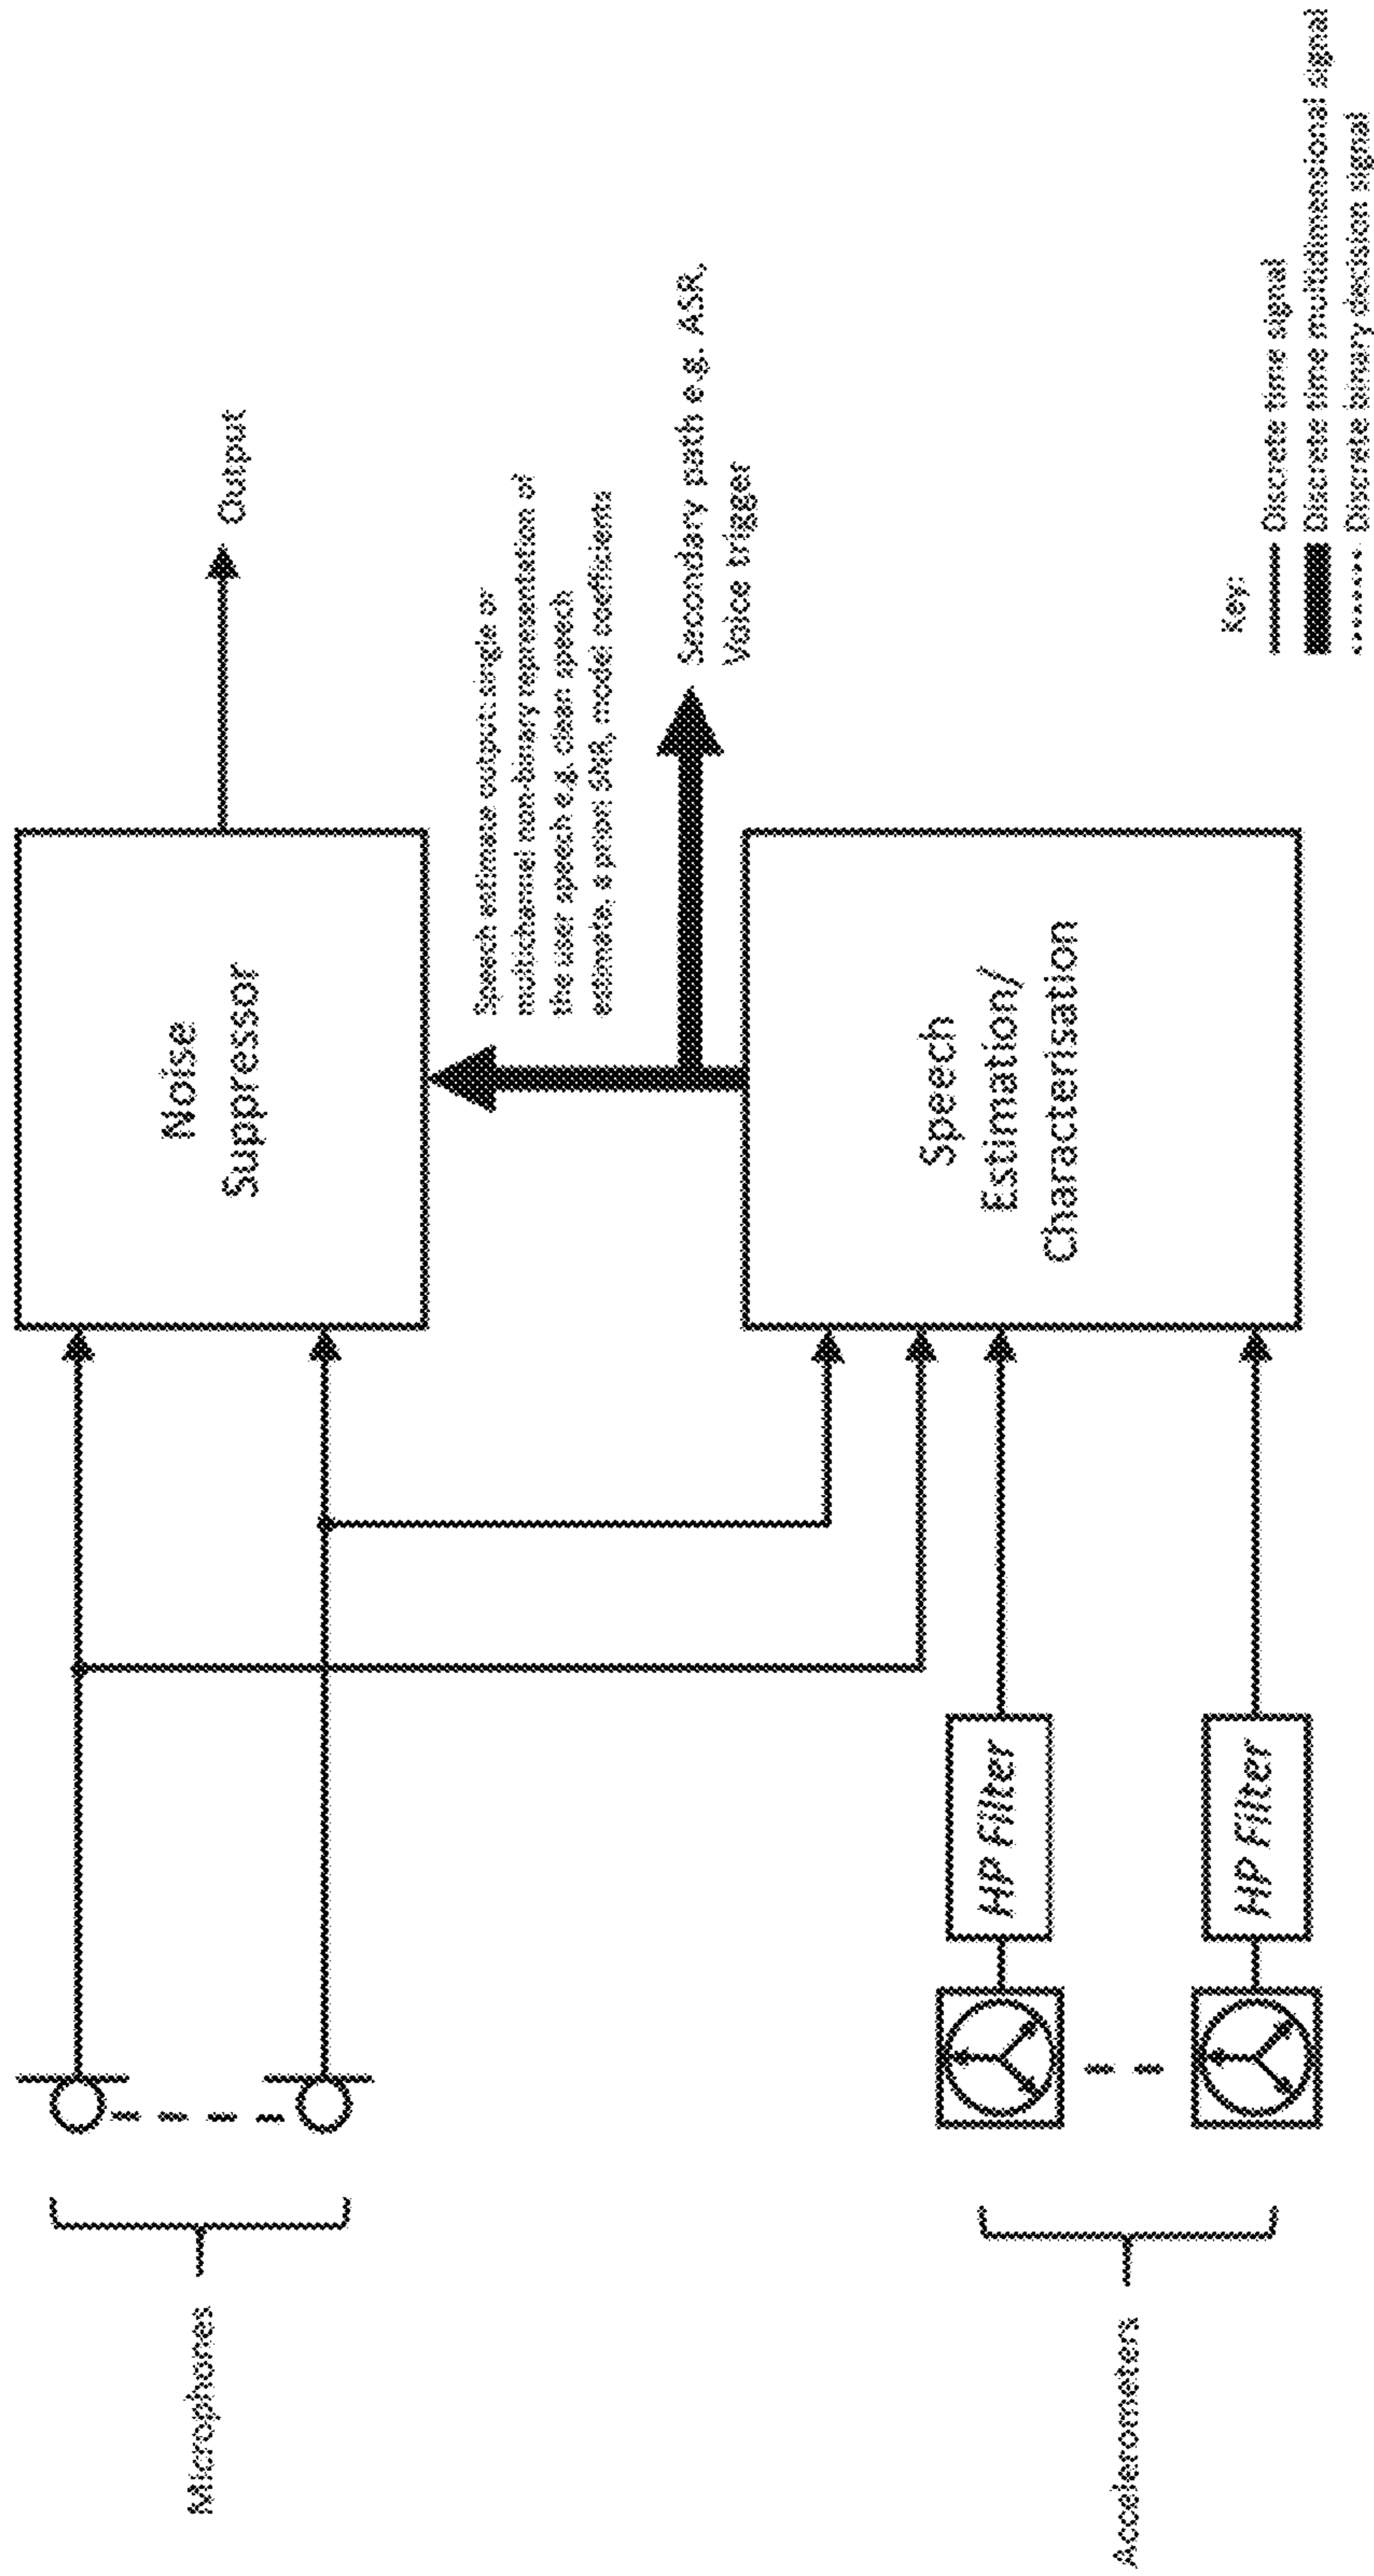 Microphones
Noise
Suppressor
Output
Speech estimate output: single or
multichannel non-binary representation of
the user speech e.g. clean speech
estimate, a priori SNR, model coefficients
Secondary path e.g. ASR,
Voice trigger
Speech
Estimation/
Characterisation
HP Filter
HP Filter
Accelerometers
Key:
Discrete time signal
Discrete time multidimensional signal
Discrete binary decision signal